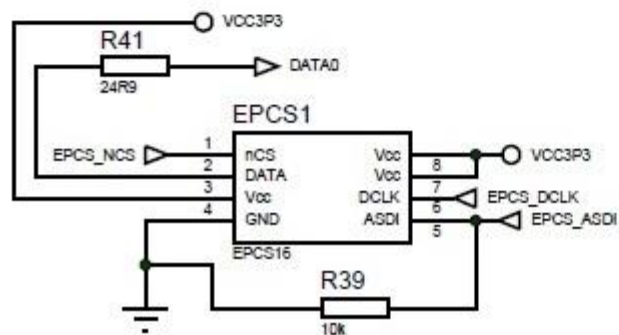 VCC3P3
R41
24R9
DATA0
EPCS1
EPCS_NCS
1 nCS Vcc 8 VCC3P3
2 DATA Vcc
3 Vcc DCLK 7 EPCS_DCLK
4 GND ASDI 6 EPCS_ASDI
5
EPCS16
R39
10k